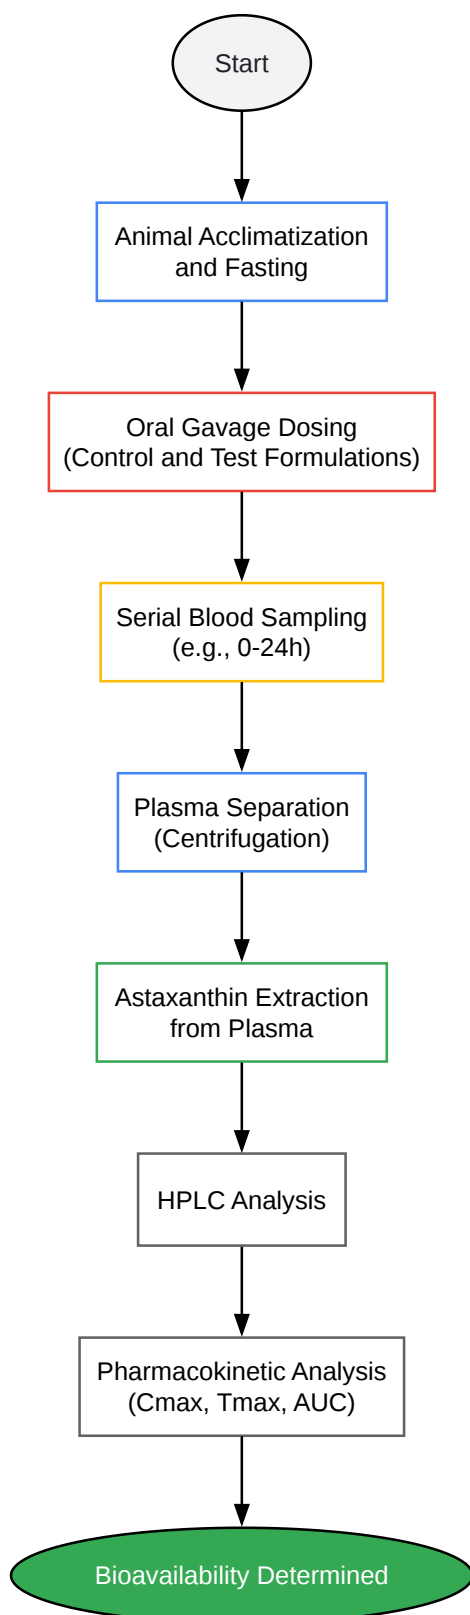 Start
Animal Acclimatization
and Fasting
Oral Gavage Dosing
(Control and Test Formulations)
Serial Blood Sampling
(e.g., 0-24h)
Plasma Separation
(Centrifugation)
Astaxanthin Extraction
from Plasma
HPLC Analysis
Pharmacokinetic Analysis
(Cmax, Tmax, AUC)
Bioavailability Determined